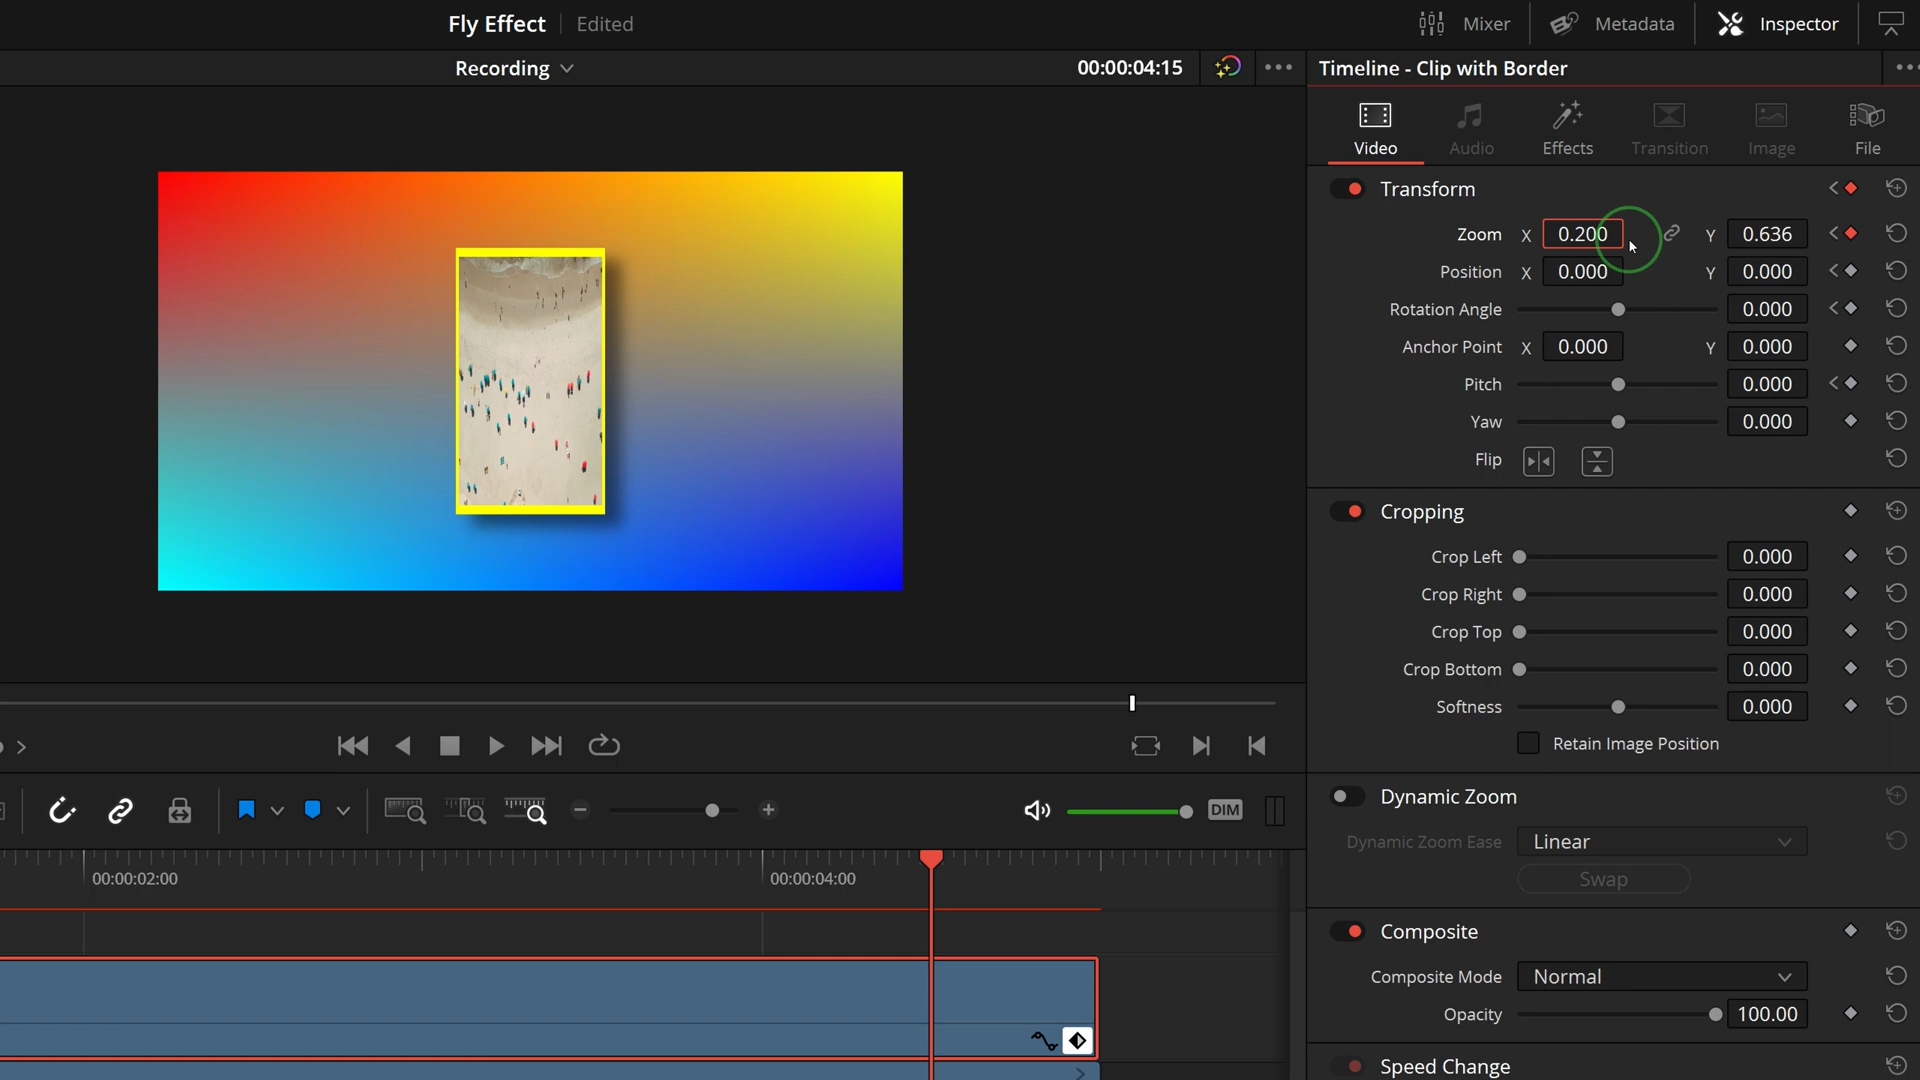 Fly Effect
Edited
Mixer
Metadata
Inspector
Recording
00:00:04:15
Timeline - Clip with Border
Video
Audio
Effects
Transition
Image
File
Transform
Zoom X 0.200 Y 0.636
Position X 0.000 Y 0.000
Rotation Angle 0.000
Anchor Point X 0.000 Y 0.000
Pitch 0.000
Yaw 0.000
Flip
Cropping
Crop Left 0.000
Crop Right 0.000
Crop Top 0.000
Crop Bottom 0.000
Softness 0.000
Retain Image Position
Dynamic Zoom
Dynamic Zoom Ease Linear
Swap
Composite
Composite Mode Normal
Opacity 100.00
Speed Change
DIM
00:00:02:00
00:00:04:00